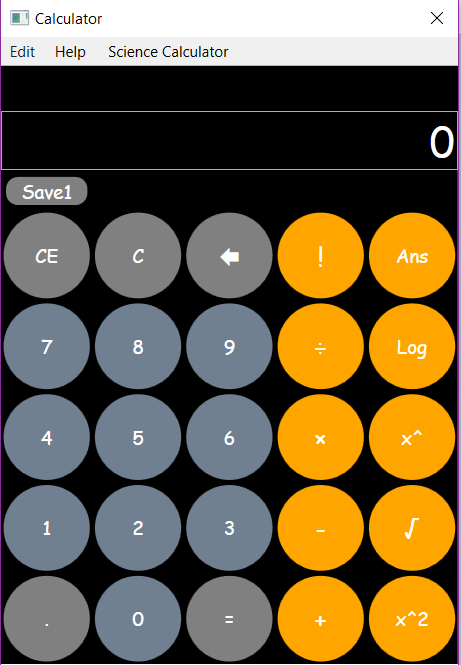 Calculator
Edit Help Science Calculator
0
Save1
CE C 🡄 ! Ans
7 8 9 ÷ Log
4 5 6 × x^
1 2 3 - √
. 0 = + x^2